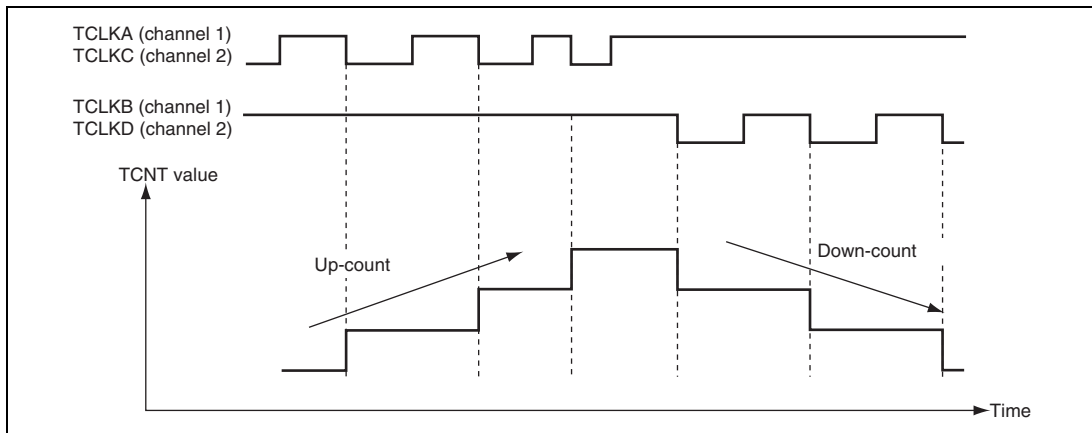 TCLKA (channel 1)
TCLKC (channel 2)
TCLKB (channel 1)
TCLKD (channel 2)
TCNT value
Up-count
Down-count
Time